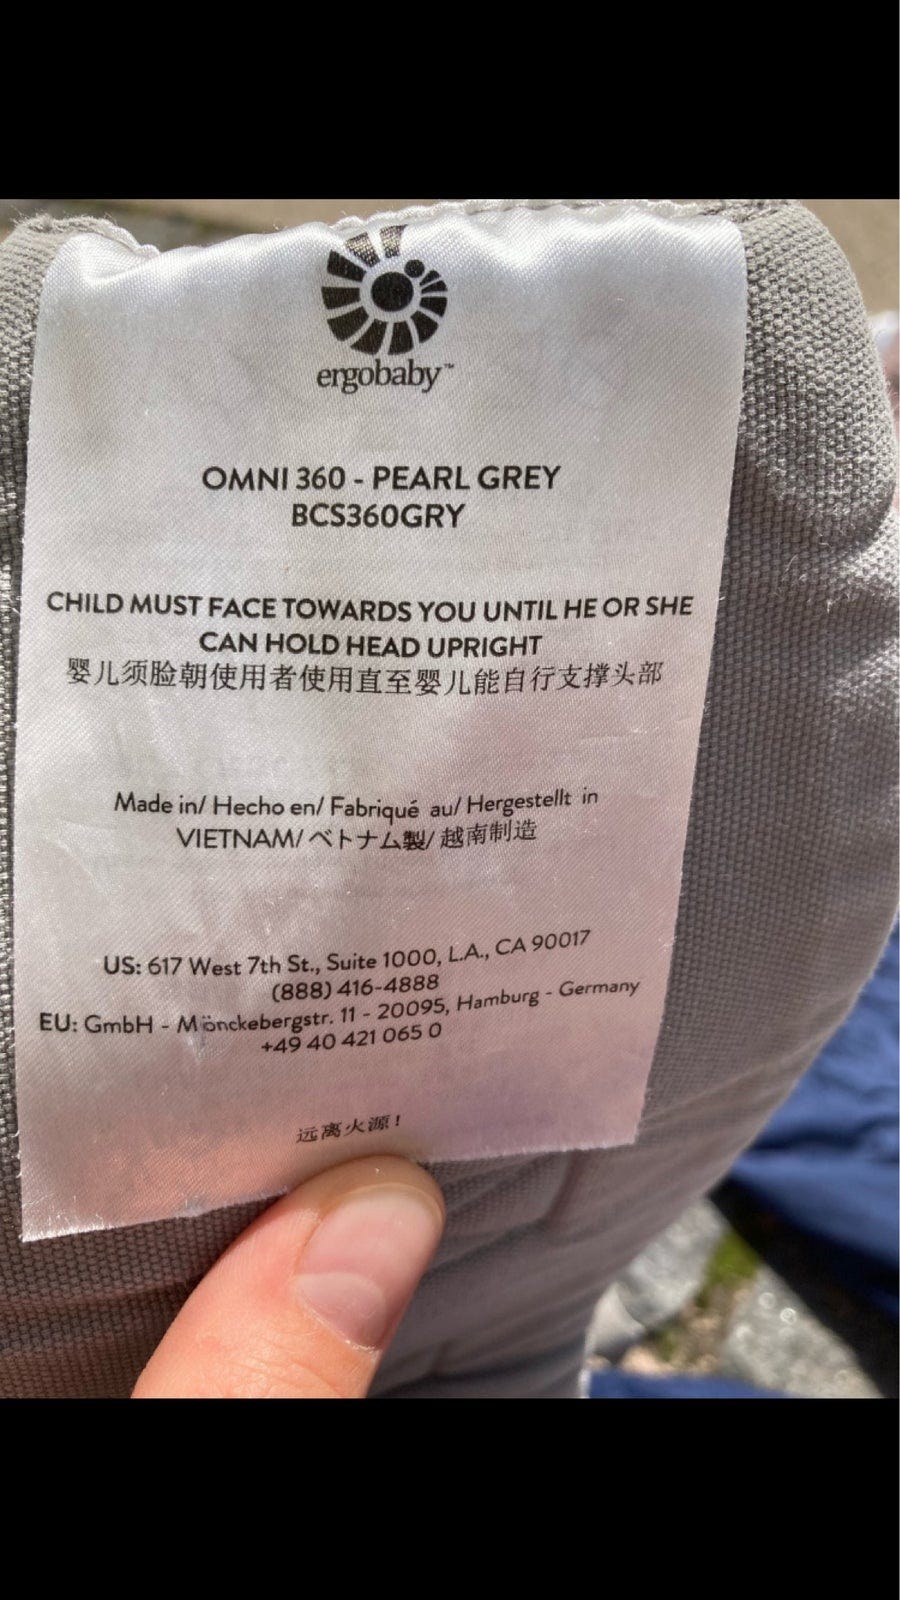 ergobaby™
OMNI 360 - PEARL GREY
BCS360GRY
CHILD MUST FACE TOWARDS YOU UNTIL HE OR SHE
CAN HOLD HEAD UPRIGHT
婴儿须脸朝使用者使用直至婴儿能自行支撑头部
Made in/ Hecho en/ Fabriqué au/ Hergestellt in
VIETNAM/ ベトナム製/ 越南制造
US: 617 West 7th St., Suite 1000, L.A., CA 90017
(888) 416-4888
EU: GmbH - Mönckebergstr. 11 - 20095, Hamburg - Germany
+49 40 421 065 0
远离火源!